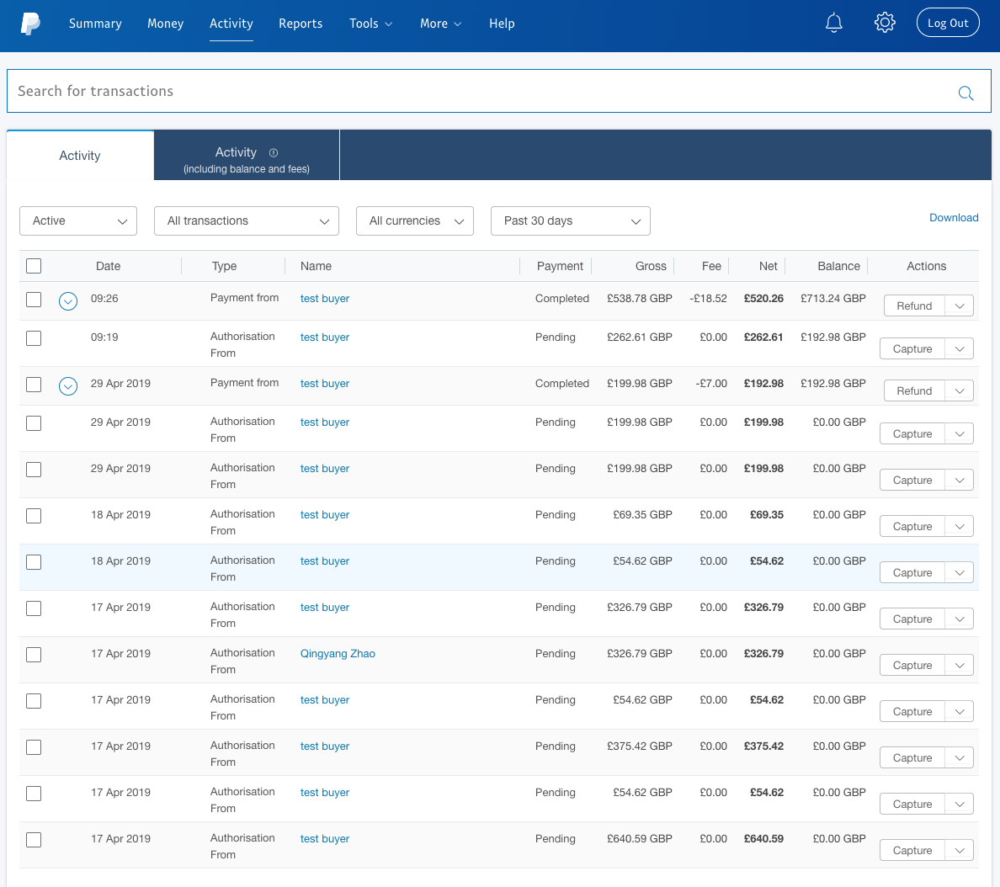 Summary Money Activity Reports Tools More Help Log Out
Search for transactions
Activity
Activity
(including balance and fees)
Active All transactions All currencies Past 30 days Download
Date Type Name Payment Gross Fee Net Balance Actions
09:26 Payment from test buyer Completed £538.78 GBP -£18.52 £520.26 £713.24 GBP Refund
09:19 Authorisation From test buyer Pending £262.61 GBP £0.00 £262.61 £192.98 GBP Capture
29 Apr 2019 Payment from test buyer Completed £199.98 GBP -£7.00 £192.98 £192.98 GBP Refund
29 Apr 2019 Authorisation From test buyer Pending £199.98 GBP £0.00 £199.98 £0.00 GBP Capture
29 Apr 2019 Authorisation From test buyer Pending £199.98 GBP £0.00 £199.98 £0.00 GBP Capture
18 Apr 2019 Authorisation From test buyer Pending £69.35 GBP £0.00 £69.35 £0.00 GBP Capture
18 Apr 2019 Authorisation From test buyer Pending £54.62 GBP £0.00 £54.62 £0.00 GBP Capture
17 Apr 2019 Authorisation From test buyer Pending £326.79 GBP £0.00 £326.79 £0.00 GBP Capture
17 Apr 2019 Authorisation From Qingyang Zhao Pending £326.79 GBP £0.00 £326.79 £0.00 GBP Capture
17 Apr 2019 Authorisation From test buyer Pending £54.62 GBP £0.00 £54.62 £0.00 GBP Capture
17 Apr 2019 Authorisation From test buyer Pending £375.42 GBP £0.00 £375.42 £0.00 GBP Capture
17 Apr 2019 Authorisation From test buyer Pending £54.62 GBP £0.00 £54.62 £0.00 GBP Capture
17 Apr 2019 Authorisation From test buyer Pending £640.59 GBP £0.00 £640.59 £0.00 GBP Capture